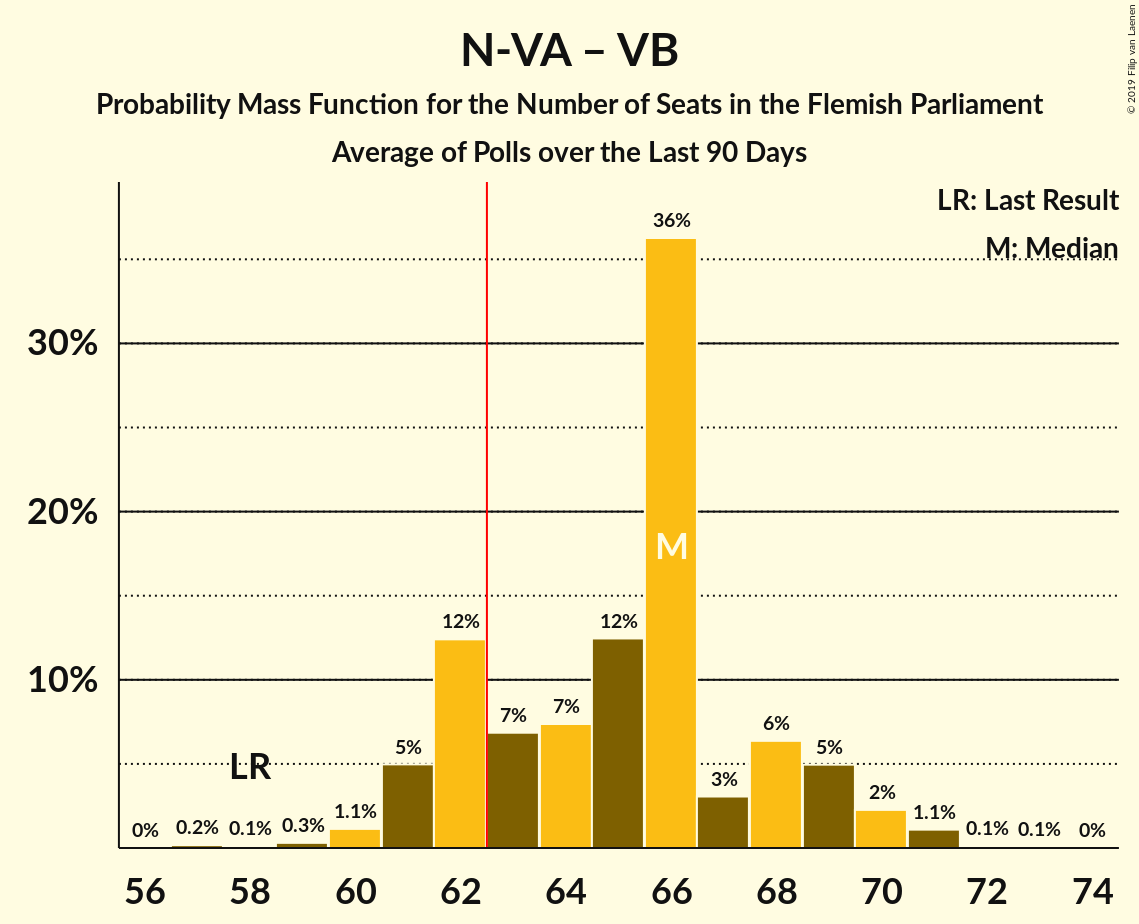 N-VA – VB
Probability Mass Function for the Number of Seats in the Flemish Parliament
Average of Polls over the Last 90 Days
© 2019 Filip van Laenen
LR: Last Result
M: Median
36%
30%
20%
M
12%
12%
10%
7%
7%
6%
5%
5%
LR
3%
2%
1.1%
1.1%
0%
0.2%
0.1%
0.3%
0.1%
0.1%
0%
56 58 60 62 64 66 68 70 72 74